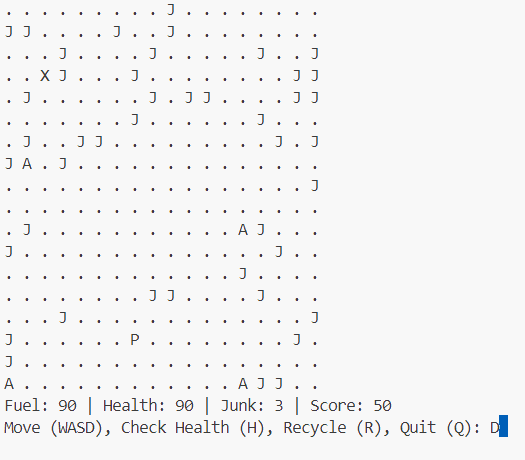 . . . . . . . . . J . . . . . . . .
J J . . . . J . . J . . . . . . . .
. . . J . . . . J . . . . . J . . J
. . X J . . . J . . . . . . . . J J
. J . . . . . . J . J J . . . . J J
. . . . . . . J . . . . . . J . . .
. J . . J J . . . . . . . . . J . J
J A . J . . . . . . . . . . . . . .
. . . . . . . . . . . . . . . . . J
. . . . . . . . . . . . . . . . . .
. J . . . . . . . . . . . A J . . .
J . . . . . . . . . . . . . . J . .
. . . . . . . . . . . . . J . . . .
. . . . . . . . J J . . . . J . . .
. . . J . . . . . . . . . . . . . J
J . . . . . . P . . . . . . . . J .
J . . . . . . . . . . . . . . . . .
A . . . . . . . . . . . . A J J . .
Fuel: 90 | Health: 90 | Junk: 3 | Score: 50
Move (WASD), Check Health (H), Recycle (R), Quit (Q): D